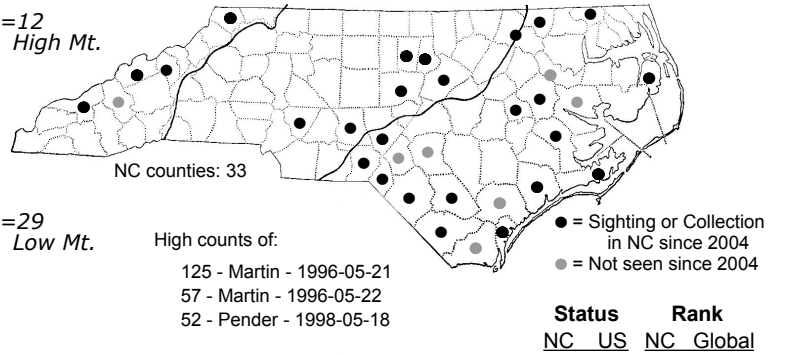 =12
High Mt.
NC counties: 33
=29
Low Mt.
High counts of:
125 - Martin - 1996-05-21
57 - Martin - 1996-05-22
52 - Pender - 1998-05-18
● = Sighting or Collection
in NC since 2004
● = Not seen since 2004
Status Rank
NC US NC Global